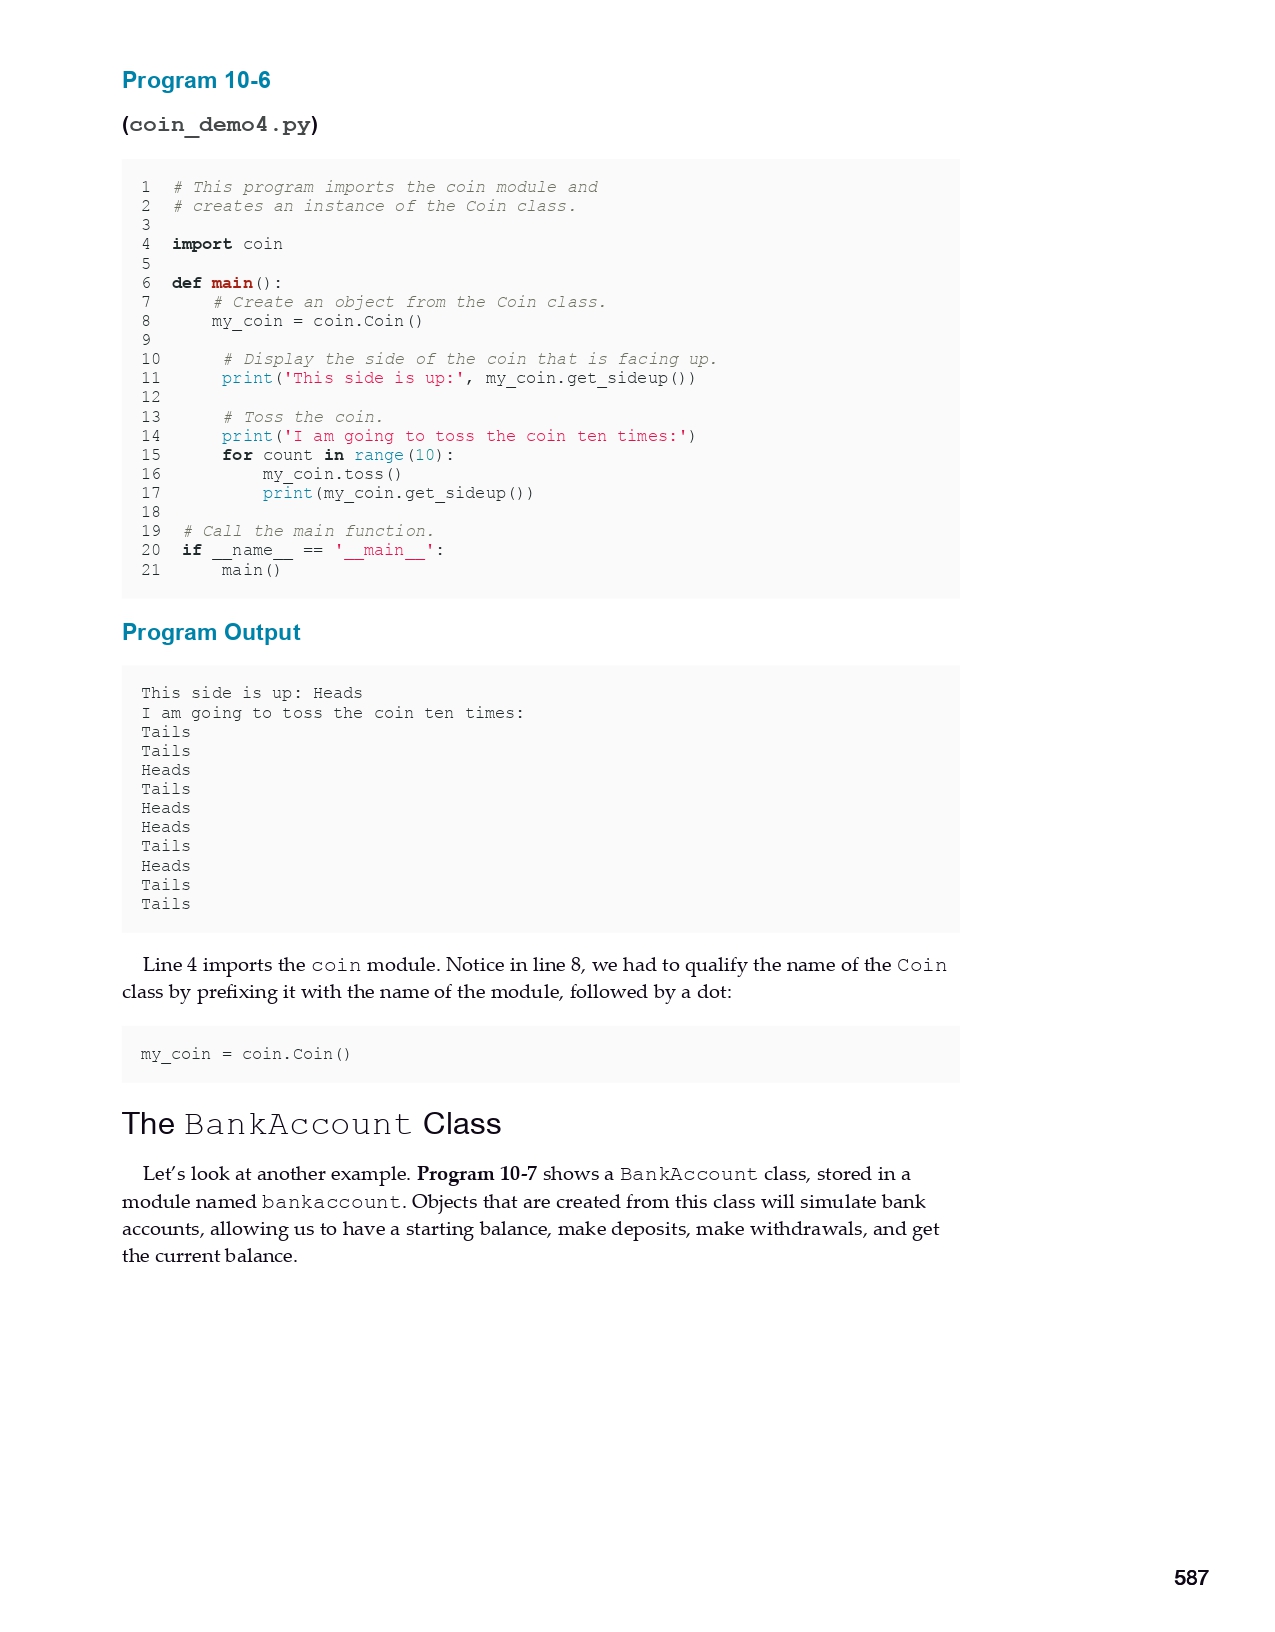 Program 10-6
(coin_demo4.py)
1  # This program imports the coin module and
2  # creates an instance of the Coin class.
3
4  import coin
5
6  def main():
7      # Create an object from the Coin class.
8      my_coin = coin.Coin()
9
10      # Display the side of the coin that is facing up.
11      print('This side is up:', my_coin.get_sideup())
12
13      # Toss the coin.
14      print('I am going to toss the coin ten times:')
15      for count in range(10):
16          my_coin.toss()
17          print(my_coin.get_sideup())
18
19  # Call the main function.
20  if __name__ == '__main__':
21      main()
Program Output
This side is up: Heads
I am going to toss the coin ten times:
Tails
Tails
Heads
Tails
Heads
Heads
Tails
Heads
Tails
Tails
Line 4 imports the coin module. Notice in line 8, we had to qualify the name of the Coin
class by prefixing it with the name of the module, followed by a dot:
my_coin = coin.Coin()
The BankAccount Class
Let’s look at another example. Program 10-7 shows a BankAccount class, stored in a
module named bankaccount. Objects that are created from this class will simulate bank
accounts, allowing us to have a starting balance, make deposits, make withdrawals, and get
the current balance.
587